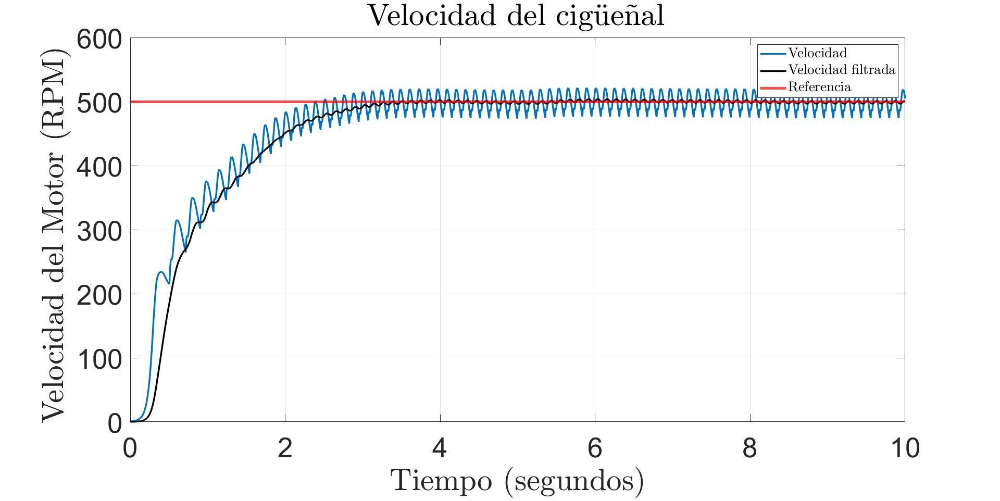 Velocidad del cigüeñal
Velocidad del Motor (RPM)
600
500
400
300
200
100
0
Velocidad
Velocidad filtrada
Referencia
0 2 4 6 8 10
Tiempo (segundos)